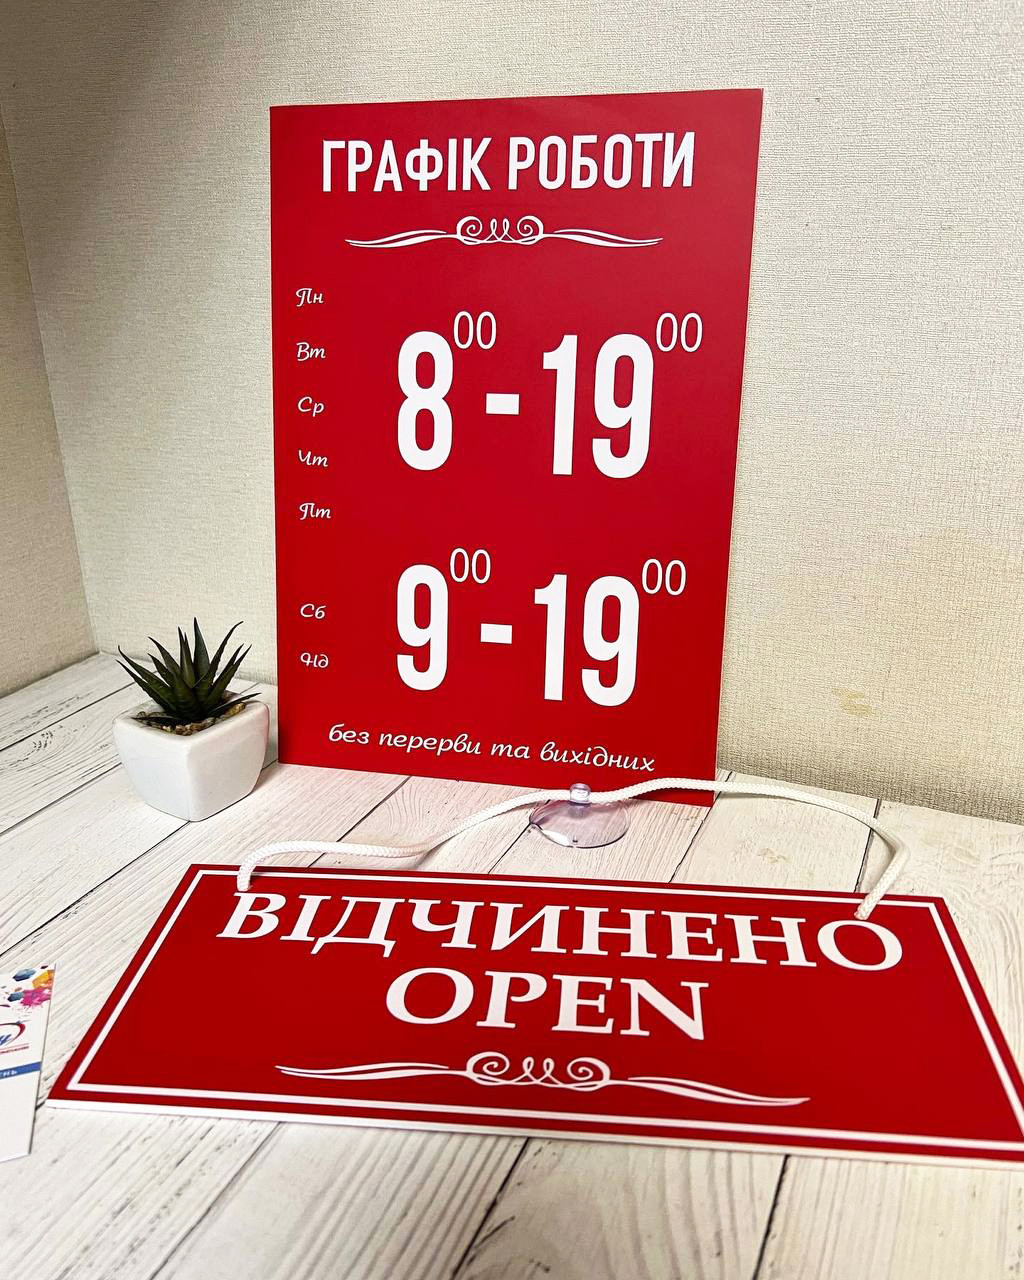 ГРАФІК РОБОТИ
Пн
Вт
Ср
Чт
Пт
8⁰⁰ - 19⁰⁰
Сб
Нд
9⁰⁰ - 19⁰⁰
без перерви та вихідних
ВІДЧИНЕНО
OPEN